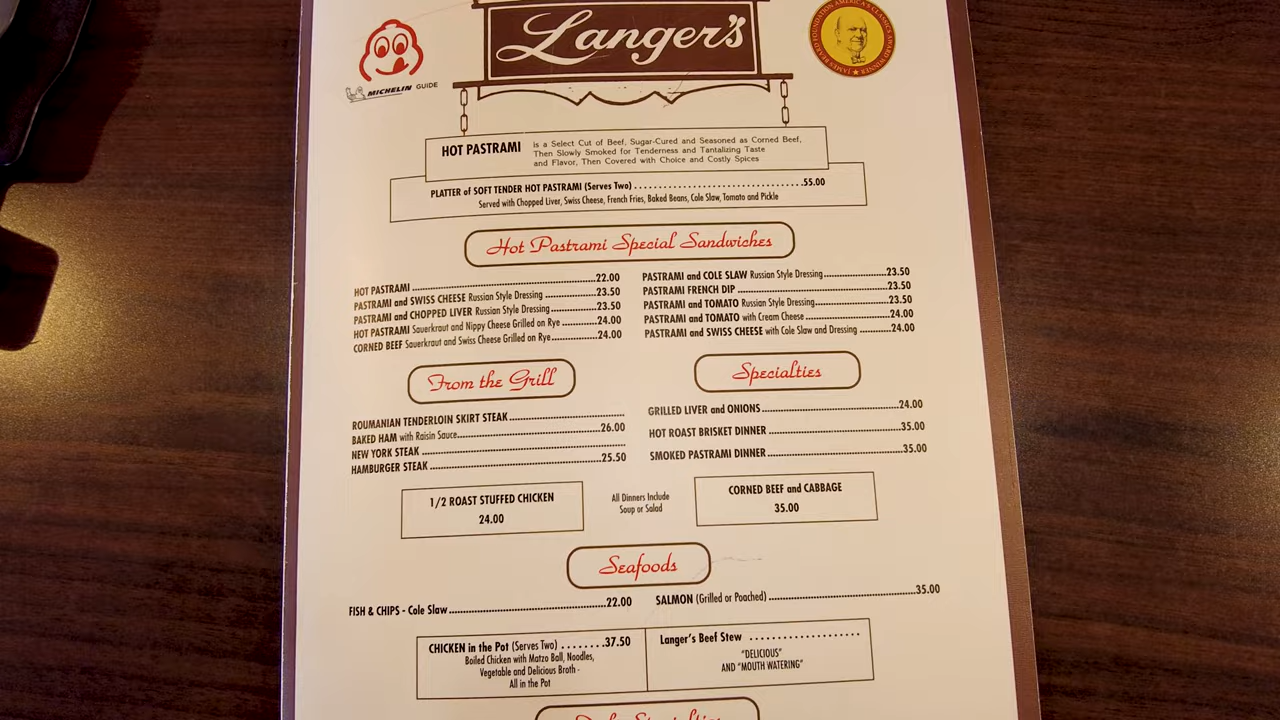 Langer's
MICHELIN GUIDE
JAMES BEARD FOUNDATION AMERICA'S CLASSICS AWARD WINNER
HOT PASTRAMI is a Select Cut of Beef, Sugar-Cured and Seasoned as Corned Beef,
Then Slowly Smoked for Tenderness and Tantalizing Taste
and Flavor, Then Covered with Choice and Costly Spices
PLATTER of SOFT TENDER HOT PASTRAMI (Serves Two) 55.00
Served with Chopped Liver, Swiss Cheese, French Fries, Baked Beans, Cole Slaw, Tomato and Pickle
Hot Pastrami Special Sandwiches
HOT PASTRAMI 22.00
PASTRAMI and SWISS CHEESE Russian Style Dressing 23.50
PASTRAMI and CHOPPED LIVER Russian Style Dressing 23.50
HOT PASTRAMI Sauerkraut and Nippy Cheese Grilled on Rye 24.00
CORNED BEEF Sauerkraut and Swiss Cheese Grilled on Rye 24.00
PASTRAMI and COLE SLAW Russian Style Dressing 23.50
PASTRAMI FRENCH DIP 23.50
PASTRAMI and TOMATO Russian Style Dressing 23.50
PASTRAMI and TOMATO with Cream Cheese 24.00
PASTRAMI and SWISS CHEESE with Cole Slaw and Dressing 24.00
From the Grill
ROUMANIAN TENDERLOIN SKIRT STEAK
BAKED HAM with Raisin Sauce 26.00
NEW YORK STEAK
HAMBURGER STEAK 25.50
Specialties
GRILLED LIVER and ONIONS 24.00
HOT ROAST BRISKET DINNER 35.00
SMOKED PASTRAMI DINNER 35.00
1/2 ROAST STUFFED CHICKEN
24.00
All Dinners Include
Soup or Salad
CORNED BEEF and CABBAGE
35.00
Seafoods
FISH & CHIPS - Cole Slaw 22.00
SALMON (Grilled or Poached) 35.00
CHICKEN in the Pot (Serves Two) 37.50
Boiled Chicken with Matzo Ball, Noodles,
Vegetable and Delicious Broth -
All in the Pot
Langer's Beef Stew
"DELICIOUS"
AND "MOUTH WATERING"